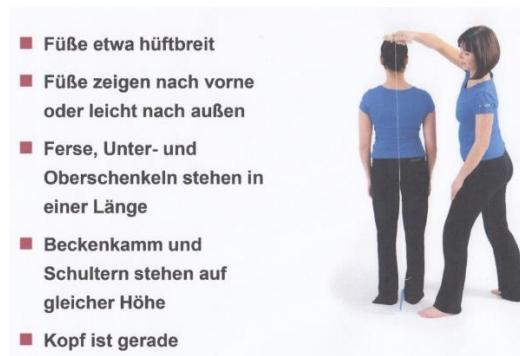 Füße etwa hüftbreit
Füße zeigen nach vorne
oder leicht nach außen
Ferse, Unter- und
Oberschenkeln stehen in
einer Länge
Beckenkamm und
Schultern stehen auf
gleicher Höhe
Kopf ist gerade